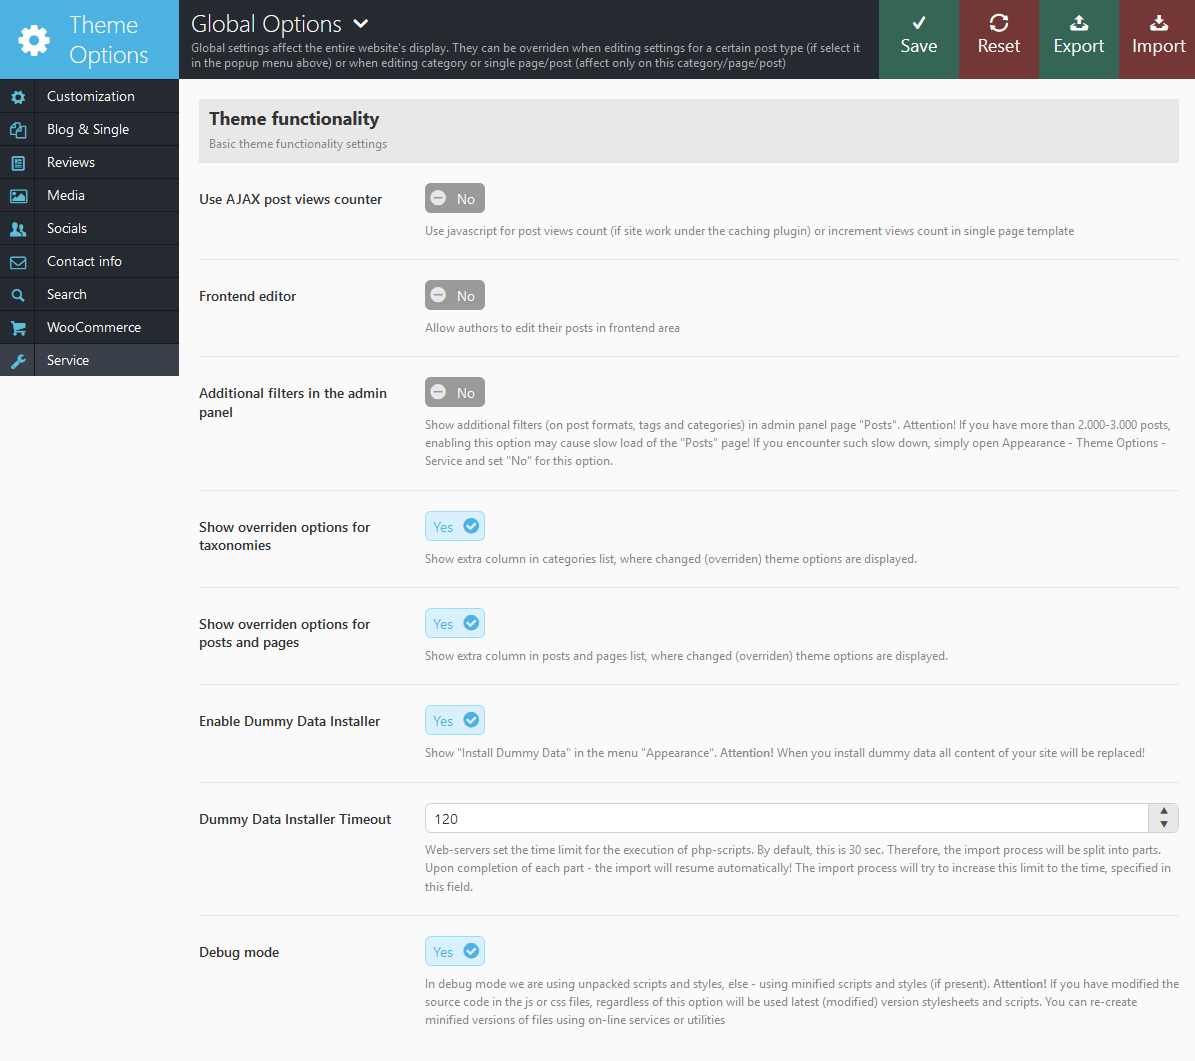 Theme
Options
Global Options
Global settings affect the entire website's display. They can be overriden when editing settings for a certain post type (if select it
in the popup menu above) or when editing category or single page/post (affect only on this category/page/post)
Save
Reset
Export
Import
Customization
Blog & Single
Reviews
Media
Socials
Contact info
Search
WooCommerce
Service
Theme functionality
Basic theme functionality settings
Use AJAX post views counter
No
Use javascript for post views count (if site work under the caching plugin) or increment views count in single page template
Frontend editor
No
Allow authors to edit their posts in frontend area
Additional filters in the admin
panel
No
Show additional filters (on post formats, tags and categories) in admin panel page "Posts". Attention! If you have more than 2.000-3.000 posts,
enabling this option may cause slow load of the "Posts" page! If you encounter such slow down, simply open Appearance - Theme Options -
Service and set "No" for this option.
Show overriden options for
taxonomies
Yes
Show extra column in categories list, where changed (overriden) theme options are displayed.
Show overriden options for
posts and pages
Yes
Show extra column in posts and pages list, where changed (overriden) theme options are displayed.
Enable Dummy Data Installer
Yes
Show "Install Dummy Data" in the menu "Appearance". Attention! When you install dummy data all content of your site will be replaced!
Dummy Data Installer Timeout
120
Web-servers set the time limit for the execution of php-scripts. By default, this is 30 sec. Therefore, the import process will be split into parts.
Upon completion of each part - the import will resume automatically! The import process will try to increase this limit to the time, specified in
this field.
Debug mode
Yes
In debug mode we are using unpacked scripts and styles, else - using minified scripts and styles (if present). Attention! If you have modified the
source code in the js or css files, regardless of this option will be used latest (modified) version stylesheets and scripts. You can re-create
minified versions of files using on-line services or utilities